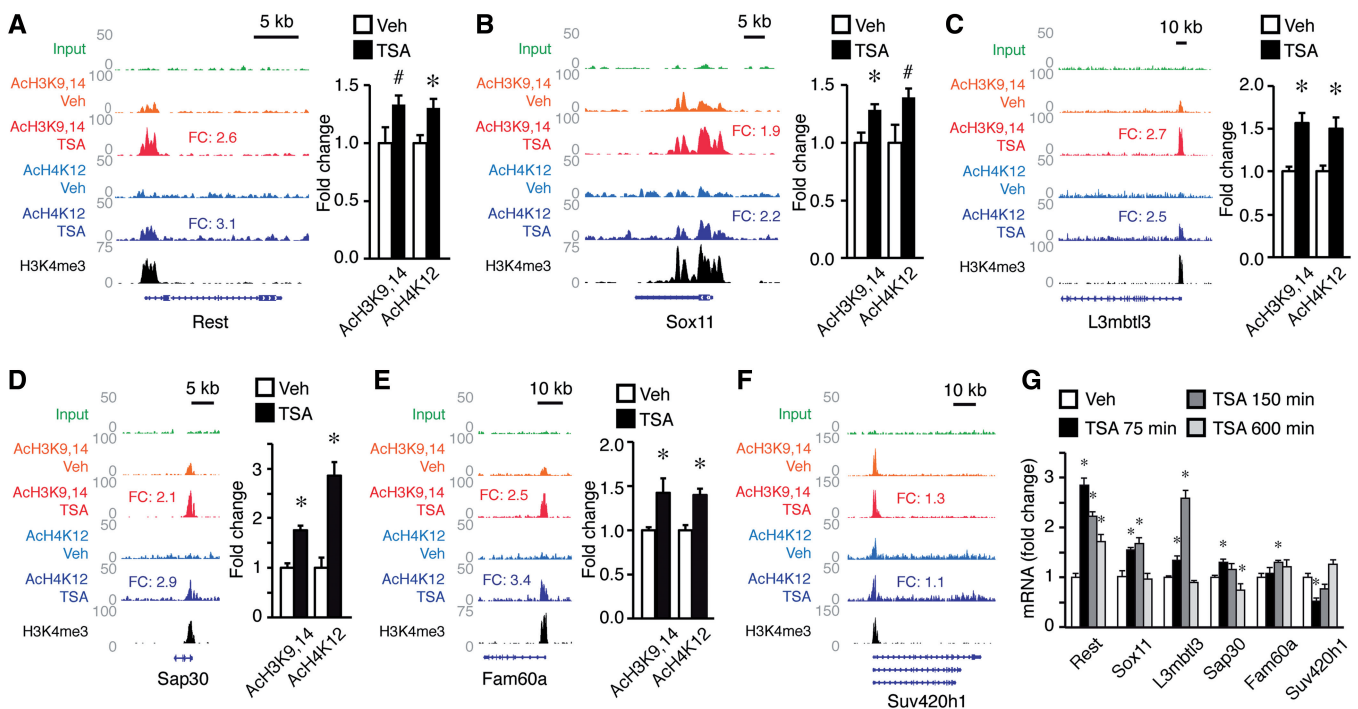 A
5 kb
Veh
TSA
50
Input
0
100
AcH3K9,14
Veh
0
100
AcH3K9,14
TSA
FC: 2.6
0
50
AcH4K12
Veh
0
50
AcH4K12
TSA
FC: 3.1
0
75
H3K4me3
0
Rest
Fold change
1.5
1.0
0.5
0.0
# *
AcH3K9,14
AcH4K12
B
5 kb
Veh
TSA
50
Input
0
100
AcH3K9,14
Veh
0
100
AcH3K9,14
TSA
FC: 1.9
0
50
AcH4K12
Veh
0
50
AcH4K12
TSA
FC: 2.2
0
75
H3K4me3
0
Sox11
Fold change
1.5
1.0
0.5
0.0
* #
AcH3K9,14
AcH4K12
C
10 kb
Veh
TSA
50
Input
0
100
AcH3K9,14
Veh
0
100
AcH3K9,14
TSA
FC: 2.7
0
50
AcH4K12
Veh
0
50
AcH4K12
TSA
FC: 2.5
0
100
H3K4me3
0
L3mbtl3
Fold change
2.0
1.5
1.0
0.5
0.0
* *
AcH3K9,14
AcH4K12
D
5 kb
Veh
TSA
50
Input
0
100
AcH3K9,14
Veh
0
100
AcH3K9,14
TSA
FC: 2.1
0
50
AcH4K12
Veh
0
50
AcH4K12
TSA
FC: 2.9
0
100
H3K4me3
0
Sap30
Fold change
3
2
1
0
* *
AcH3K9,14
AcH4K12
E
10 kb
Veh
TSA
50
Input
0
100
AcH3K9,14
Veh
0
100
AcH3K9,14
TSA
FC: 2.5
0
50
AcH4K12
Veh
0
50
AcH4K12
TSA
FC: 3.4
0
75
H3K4me3
0
Fam60a
Fold change
2.0
1.5
1.0
0.5
0.0
* *
AcH3K9,14
AcH4K12
F
10 kb
50
Input
0
150
AcH3K9,14
Veh
0
150
AcH3K9,14
TSA
FC: 1.3
0
50
AcH4K12
Veh
0
50
AcH4K12
TSA
FC: 1.1
0
150
H3K4me3
0
Suv420h1
G
Veh
TSA 75 min
TSA 150 min
TSA 600 min
mRNA (fold change)
3
2
1
0
* * * * * * * * * * *
Rest
Sox11
L3mbtl3
Sap30
Fam60a
Suv420h1